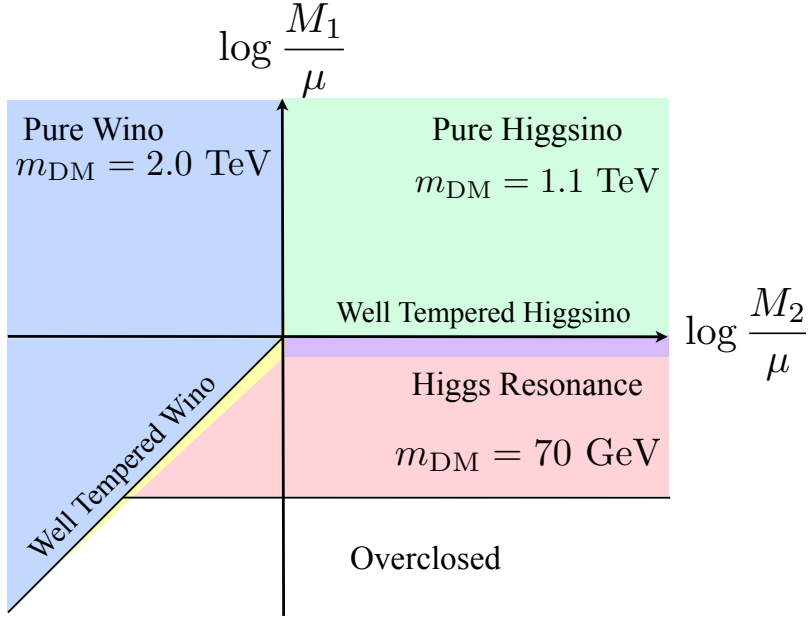 log M₁/μ
Pure Wino
m_DM = 2.0 TeV
Pure Higgsino
m_DM = 1.1 TeV
Well Tempered Higgsino
log M₂/μ
Higgs Resonance
m_DM = 70 GeV
Well Tempered Wino
Overclosed